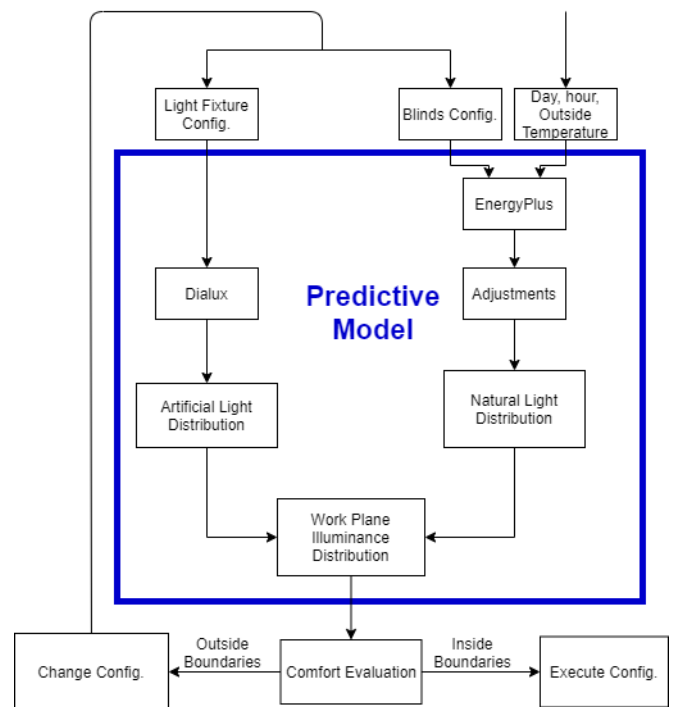 Light Fixture
Config.
Blinds Config.
Day, hour,
Outside
Temperature
EnergyPlus
Predictive
Model
Dialux
Adjustments
Artificial Light
Distribution
Natural Light
Distribution
Work Plane
Illuminance
Distribution
Change Config.
Outside
Boundaries
Comfort Evaluation
Inside
Boundaries
Execute Config.